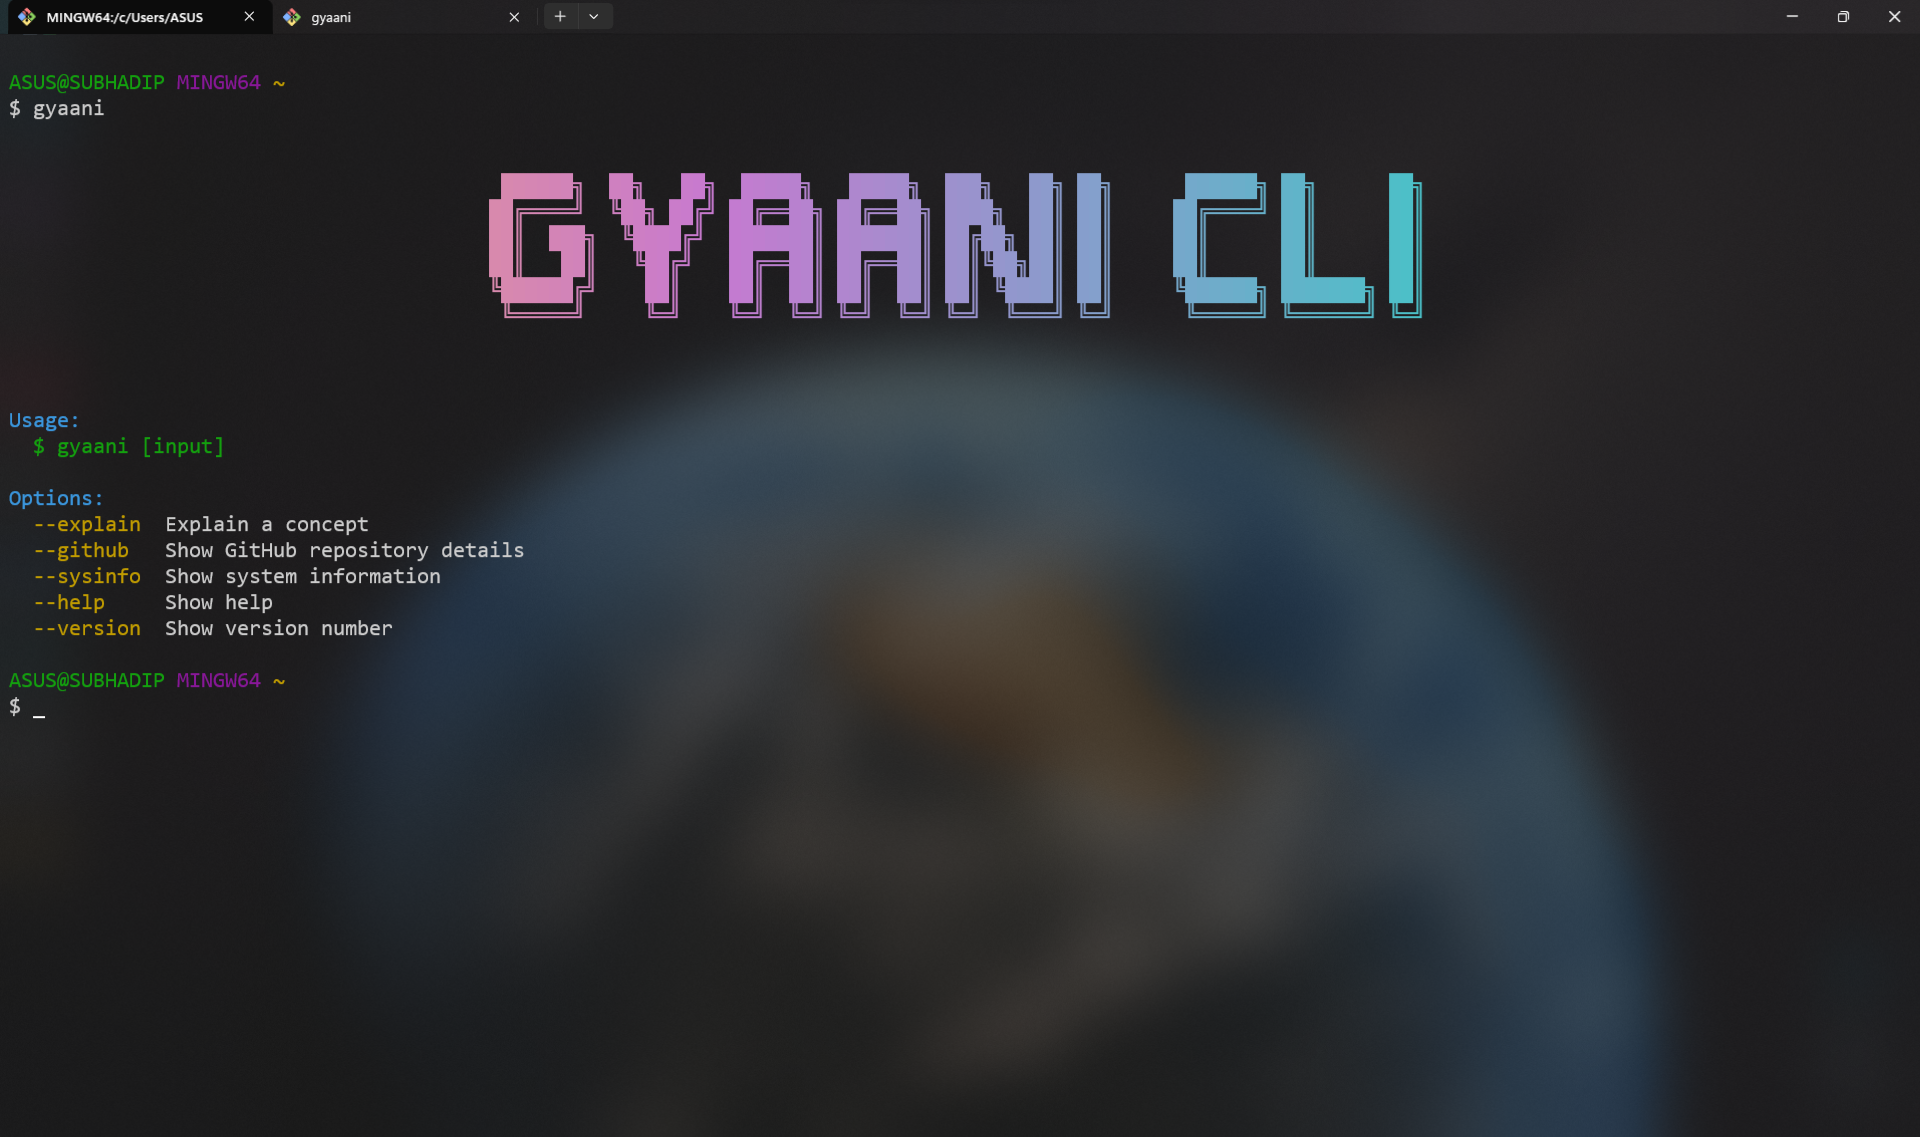 MINGW64:/c/Users/ASUS
gyaani
ASUS@SUBHADIP MINGW64 ~
$ gyaani
GYAANI CLI
Usage:
$ gyaani [input]
Options:
--explain Explain a concept
--github Show GitHub repository details
--sysinfo Show system information
--help Show help
--version Show version number
ASUS@SUBHADIP MINGW64 ~
$ _